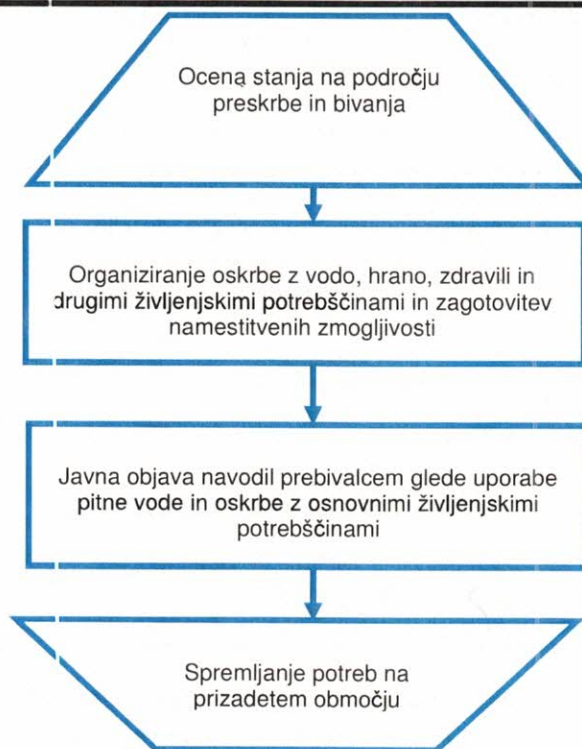 Ocena stanja na področju
preskrbe in bivanja
Organiziranje oskrbe z vodo, hrano, zdravili in
drugimi življenjskimi potrebščinami in zagotovitev
namestitvenih zmogljivosti
Javna objava navodil prebivalcem glede uporabe
pitne vode in oskrbe z osnovnimi življenjskimi
potrebščinami
Spremljanje potreb na
prizadetem območju